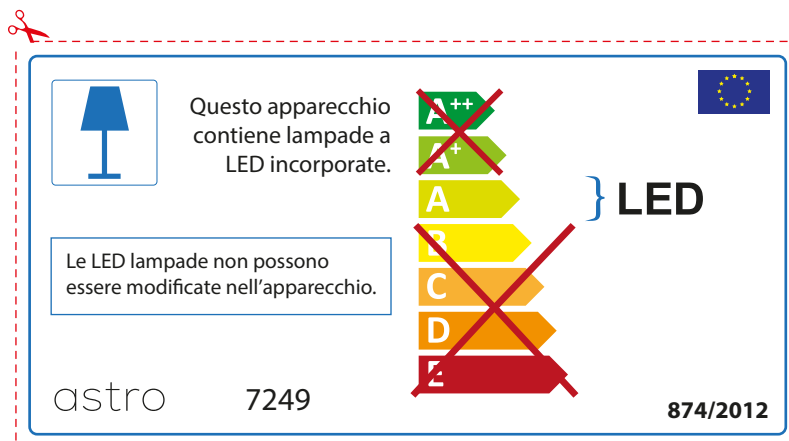 Questo apparecchio
contiene lampade a
LED incorporate.
Le LED lampade non possono
essere modificate nell'apparecchio.
A++
A+
A
B
C
D
E
LED
astro
7249
874/2012